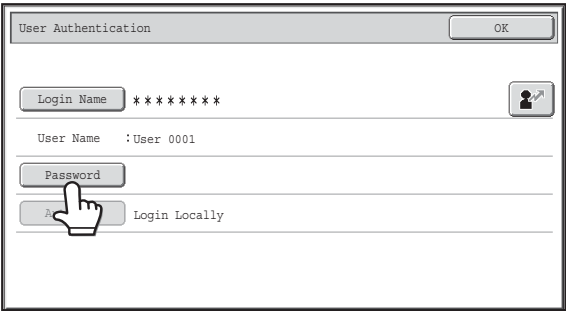 User Authentication OK
Login Name ********
User Name :User 0001
Password
Login Locally